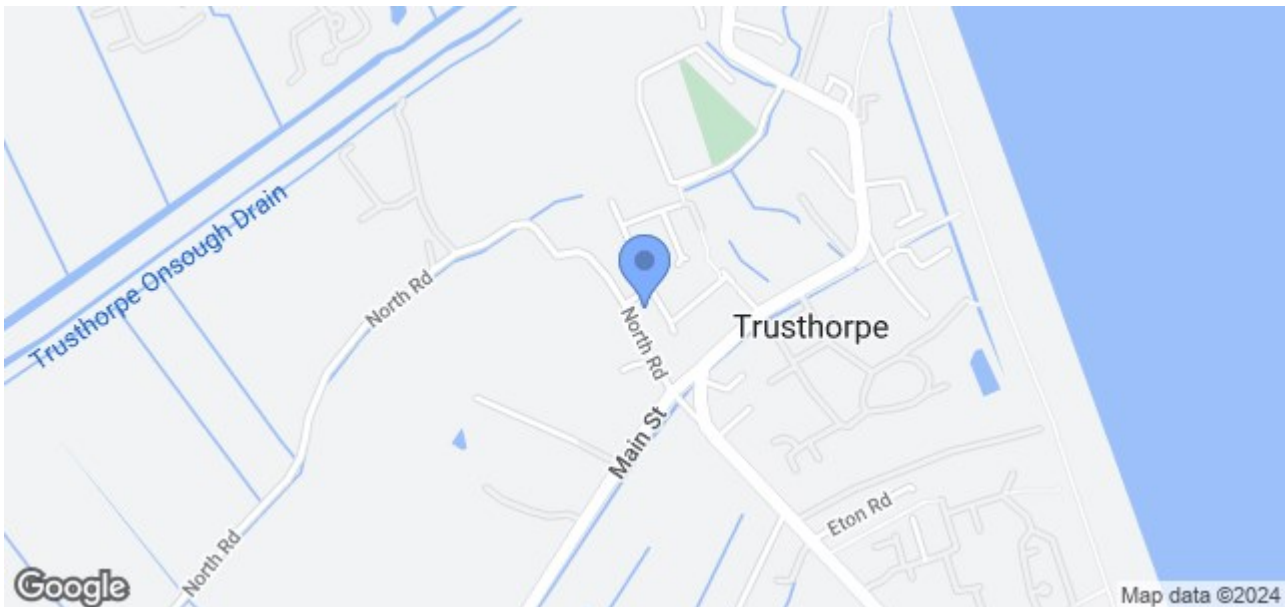 Trusthorpe Onsough Drain
North Rd
North Rd
Trusthorpe
Main St
Eton Rd
North Rd
Google
Map data ©2024